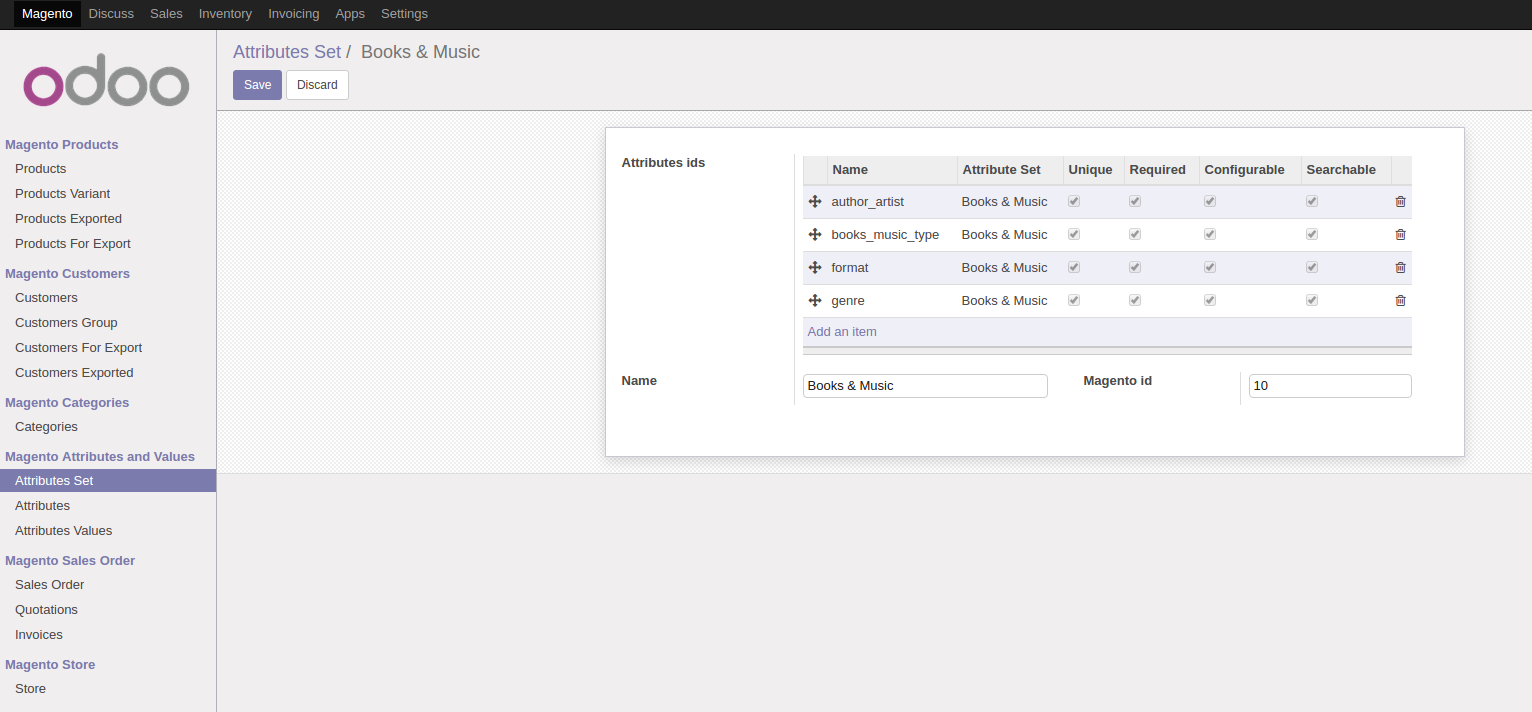 Magento Discuss Sales Inventory Invoicing Apps Settings
odoo
Magento Products
Products
Products Variant
Products Exported
Products For Export
Magento Customers
Customers
Customers Group
Customers For Export
Customers Exported
Magento Categories
Categories
Magento Attributes and Values
Attributes Set
Attributes
Attributes Values
Magento Sales Order
Sales Order
Quotations
Invoices
Magento Store
Store
Attributes Set / Books & Music
Save Discard
Attributes ids
Name Attribute Set Unique Required Configurable Searchable
author_artist Books & Music
books_music_type Books & Music
format Books & Music
genre Books & Music
Add an item
Name Books & Music Magento id 10